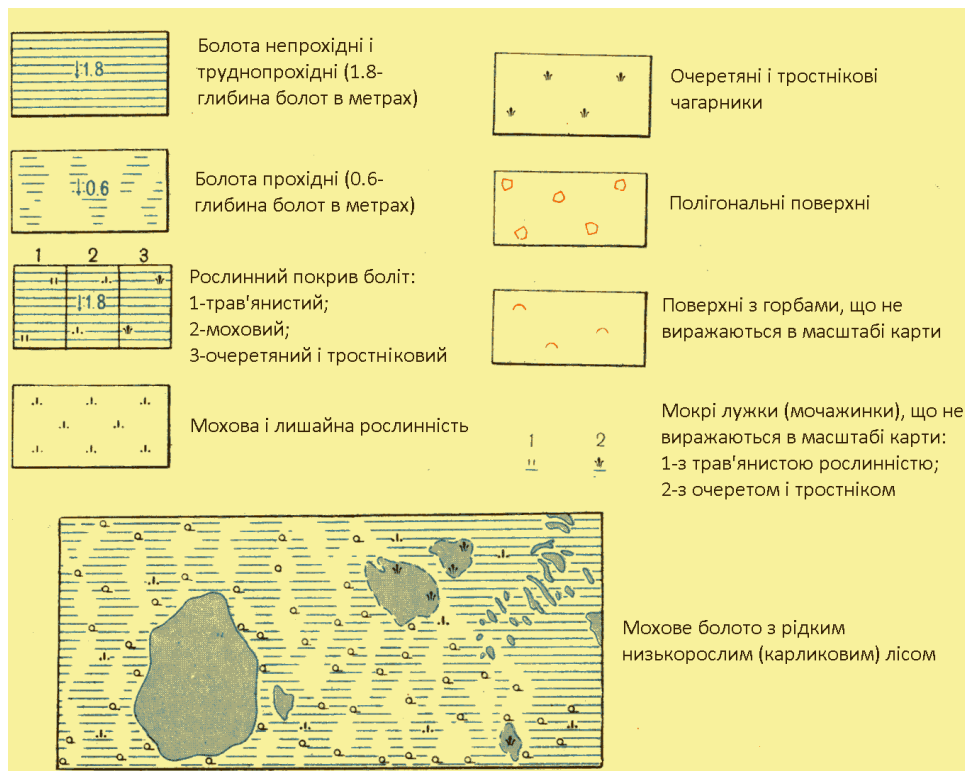 ↓1.8
Болота непрохідні і
труднопрохідні (1.8-
глибина болот в метрах)
↓0.6
Болота прохідні (0.6-
глибина болот в метрах)
1 2 3
↓1.8
Рослинний покрив боліт:
1-трав'янистий;
2-моховий;
3-очеретяний і тростніковий
Мохова і лишайна рослинність
Очеретяні і тростнікові
чагарники
Полігональні поверхні
Поверхні з горбами, що не
виражаються в масштабі карти
1 2
Мокрі лужки (мочажинки), що не
виражаються в масштабі карти:
1-з трав'янистою рослинністю;
2-з очеретом і тростніком
Мохове болото з рідким
низькорослим (карликовим) лісом